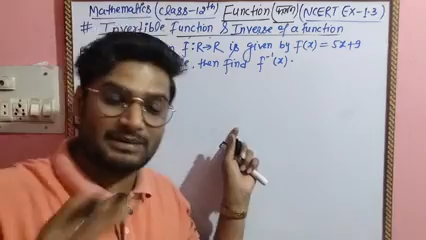 Mathematics (class-12th) Function (फलन) (NCERT EX-1.3)
# Invertible Function & Inverse of a function
f:R→R is given by f(x) = 5x+9
, then find f⁻¹(x).